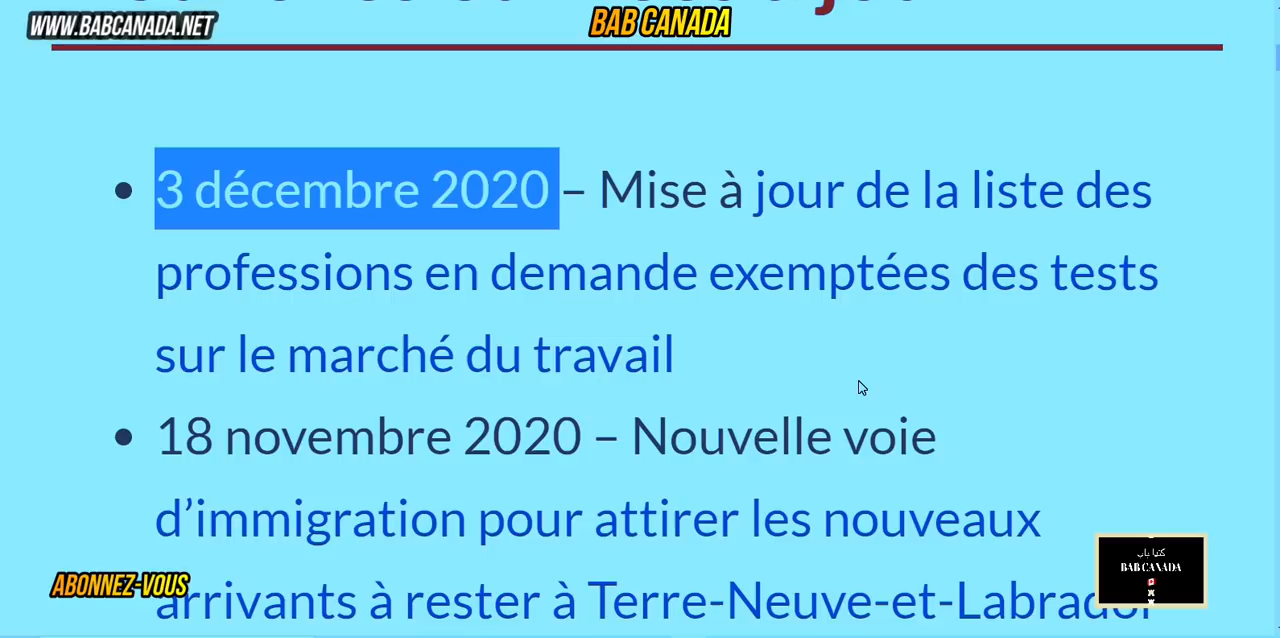 WWW.BABCANADA.NET
BAB CANADA
• 3 décembre 2020 – Mise à jour de la liste des
professions en demande exemptées des tests
sur le marché du travail
• 18 novembre 2020 – Nouvelle voie
d’immigration pour attirer les nouveaux
ABONNEZ-VOUS
arrivants à rester à Terre-Neuve-et-Labrador
BAB CANADA